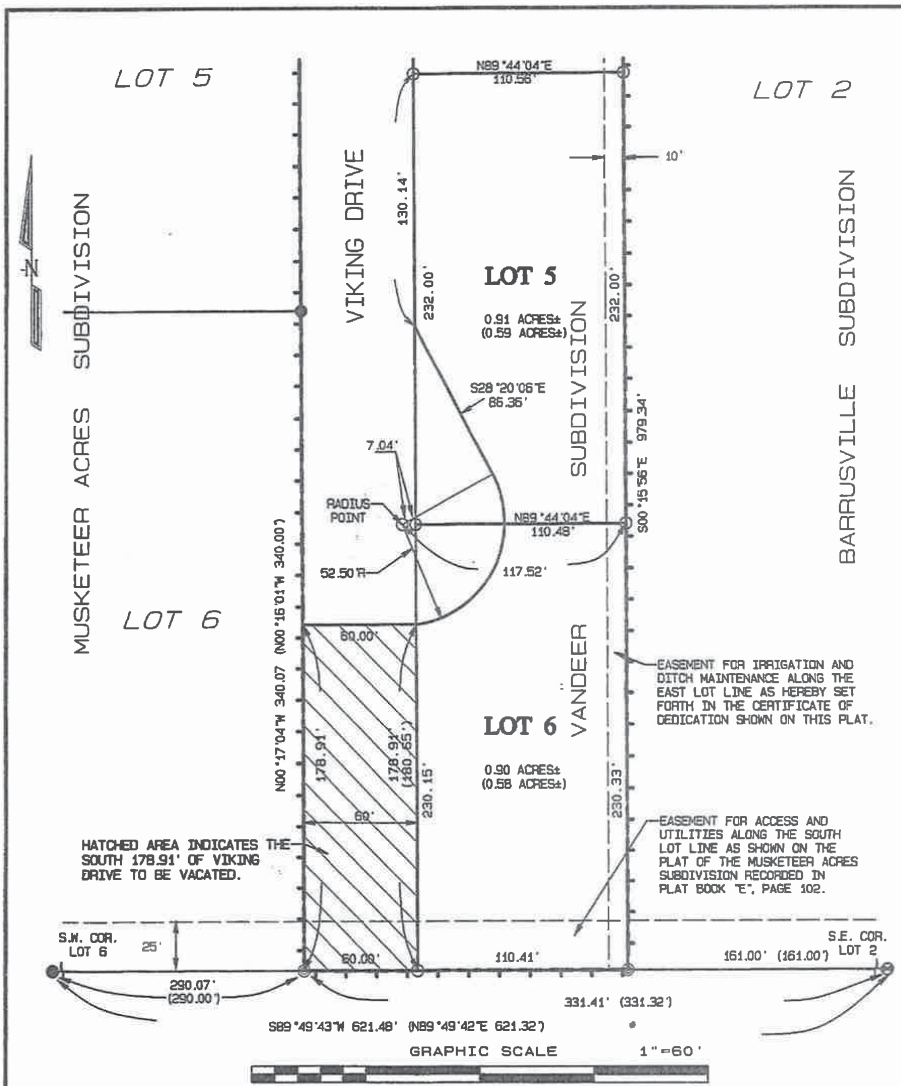 LOT 5
N89°44'04"E
110.56'
LOT 2
10'
VIKING DRIVE
130.14'
232.00'
LOT 5
0.91 ACRES±
(0.59 ACRES±)
232.00'
N
MUSKETEER ACRES SUBDIVISION
VANDEER SUBDIVISION
BARRUSVILLE SUBDIVISION
S28°20'06"E
S00°15'56"E 979.34'
7.04'
RADIUS
POINT
N89°44'04"E
110.48'
52.50'R
117.52'
N00°17'04"W 340.07 (N00°16'01"W 340.00')
LOT 6
60.00'
178.91'
178.91'
(180.65')
230.15'
60'
LOT 6
0.90 ACRES±
(0.58 ACRES±)
230.33'
EASEMENT FOR IRRIGATION AND
DITCH MAINTENANCE ALONG THE
EAST LOT LINE AS HEREBY SET
FORTH IN THE CERTIFICATE OF
DEDICATION SHOWN ON THIS PLAT.
HATCHED AREA INDICATES THE
SOUTH 178.91' OF VIKING
DRIVE TO BE VACATED.
EASEMENT FOR ACCESS AND
UTILITIES ALONG THE SOUTH
LOT LINE AS SHOWN ON THE
PLAT OF THE MUSKETEER ACRES
SUBDIVISION RECORDED IN
PLAT BOOK "E", PAGE 102.
S.W. COR.
LOT 6
25'
60.00'
110.41'
161.00' (161.00')
S.E. COR.
LOT 2
290.07'
(290.00')
331.41' (331.32')
S89°49'43"W 621.48' (N89°49'42"E 621.32')
GRAPHIC SCALE 1"=60'